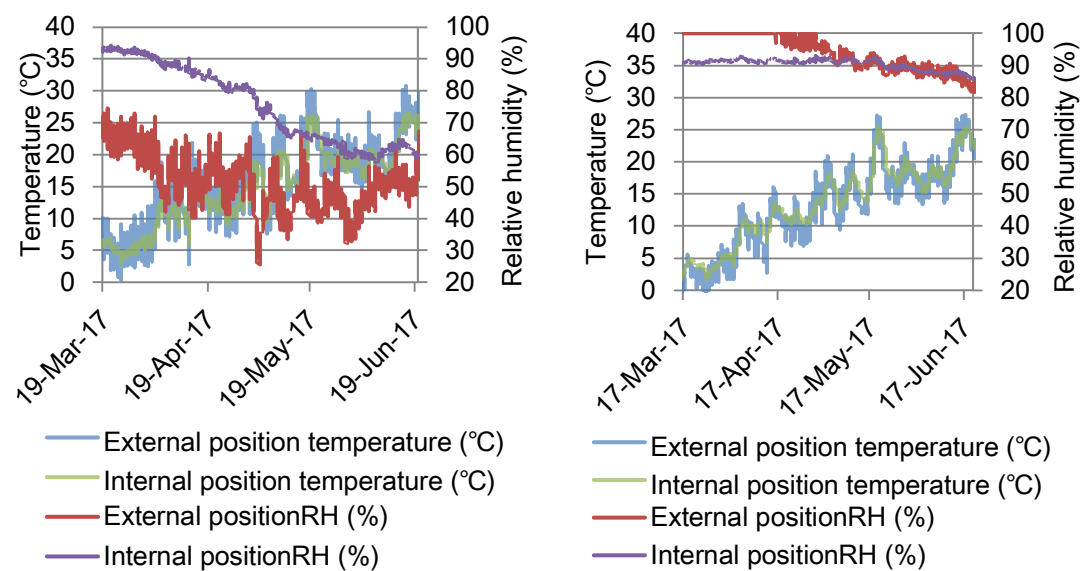 Temperature (°C)
40
35
30
25
20
15
10
5
0
100
90
80
70
60
50
40
30
20
Relative humidity (%)
19-Mar-17
19-Apr-17
19-May-17
19-Jun-17
External position temperature (°C)
Internal position temperature (°C)
External positionRH (%)
Internal positionRH (%)
Temperature (°C)
40
35
30
25
20
15
10
5
0
100
90
80
70
60
50
40
30
20
Relative humidity (%)
17-Mar-17
17-Apr-17
17-May-17
17-Jun-17
External position temperature (°C)
Internal position temperature (°C)
External positionRH (%)
Internal positionRH (%)